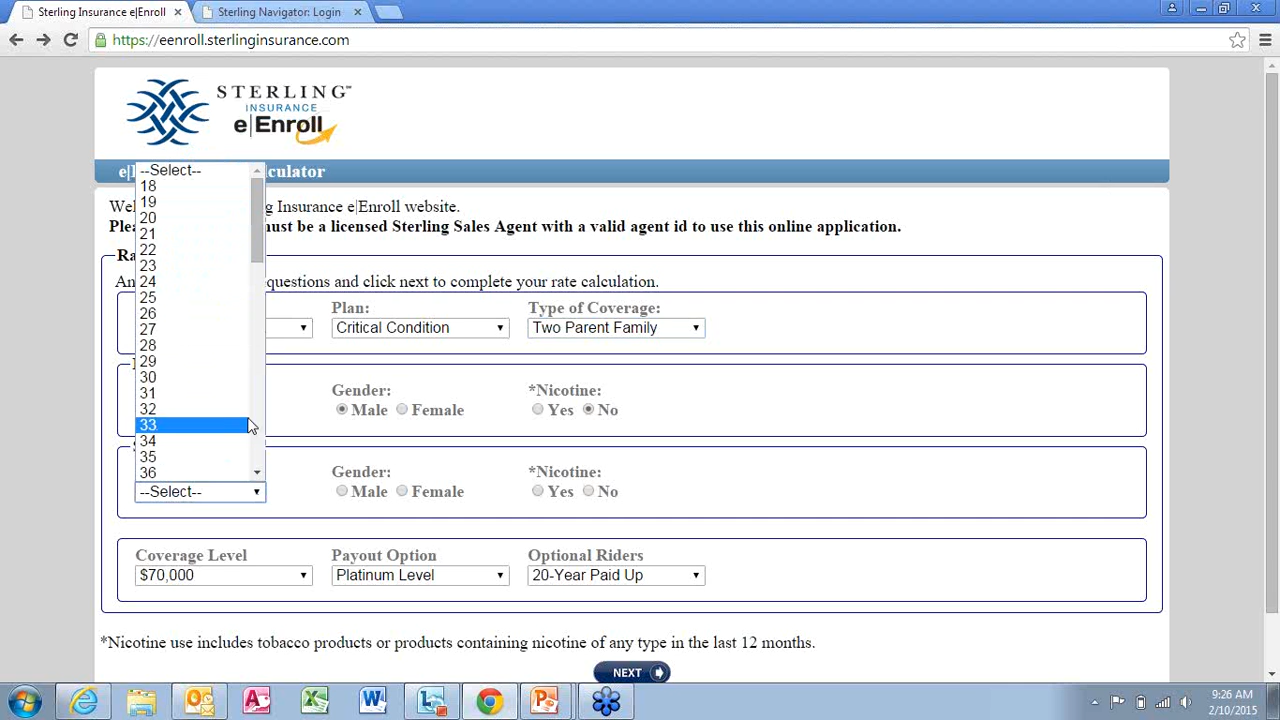 Sterling Insurance e|Enroll
Sterling Navigator: Login
https://eenroll.sterlinginsurance.com
STERLING™
INSURANCE
e|Enroll
culator
g Insurance e|Enroll website.
must be a licensed Sterling Sales Agent with a valid agent id to use this online application.
questions and click next to complete your rate calculation.
Plan: Type of Coverage:
Critical Condition Two Parent Family
Gender: *Nicotine:
Male Female Yes No
Gender: *Nicotine:
--Select-- Male Female Yes No
--Select--
18
19
20
21
22
23
24
25
26
27
28
29
30
31
32
33
34
35
36
Coverage Level Payout Option Optional Riders
$70,000 Platinum Level 20-Year Paid Up
*Nicotine use includes tobacco products or products containing nicotine of any type in the last 12 months.
NEXT
9:26 AM
2/10/2015